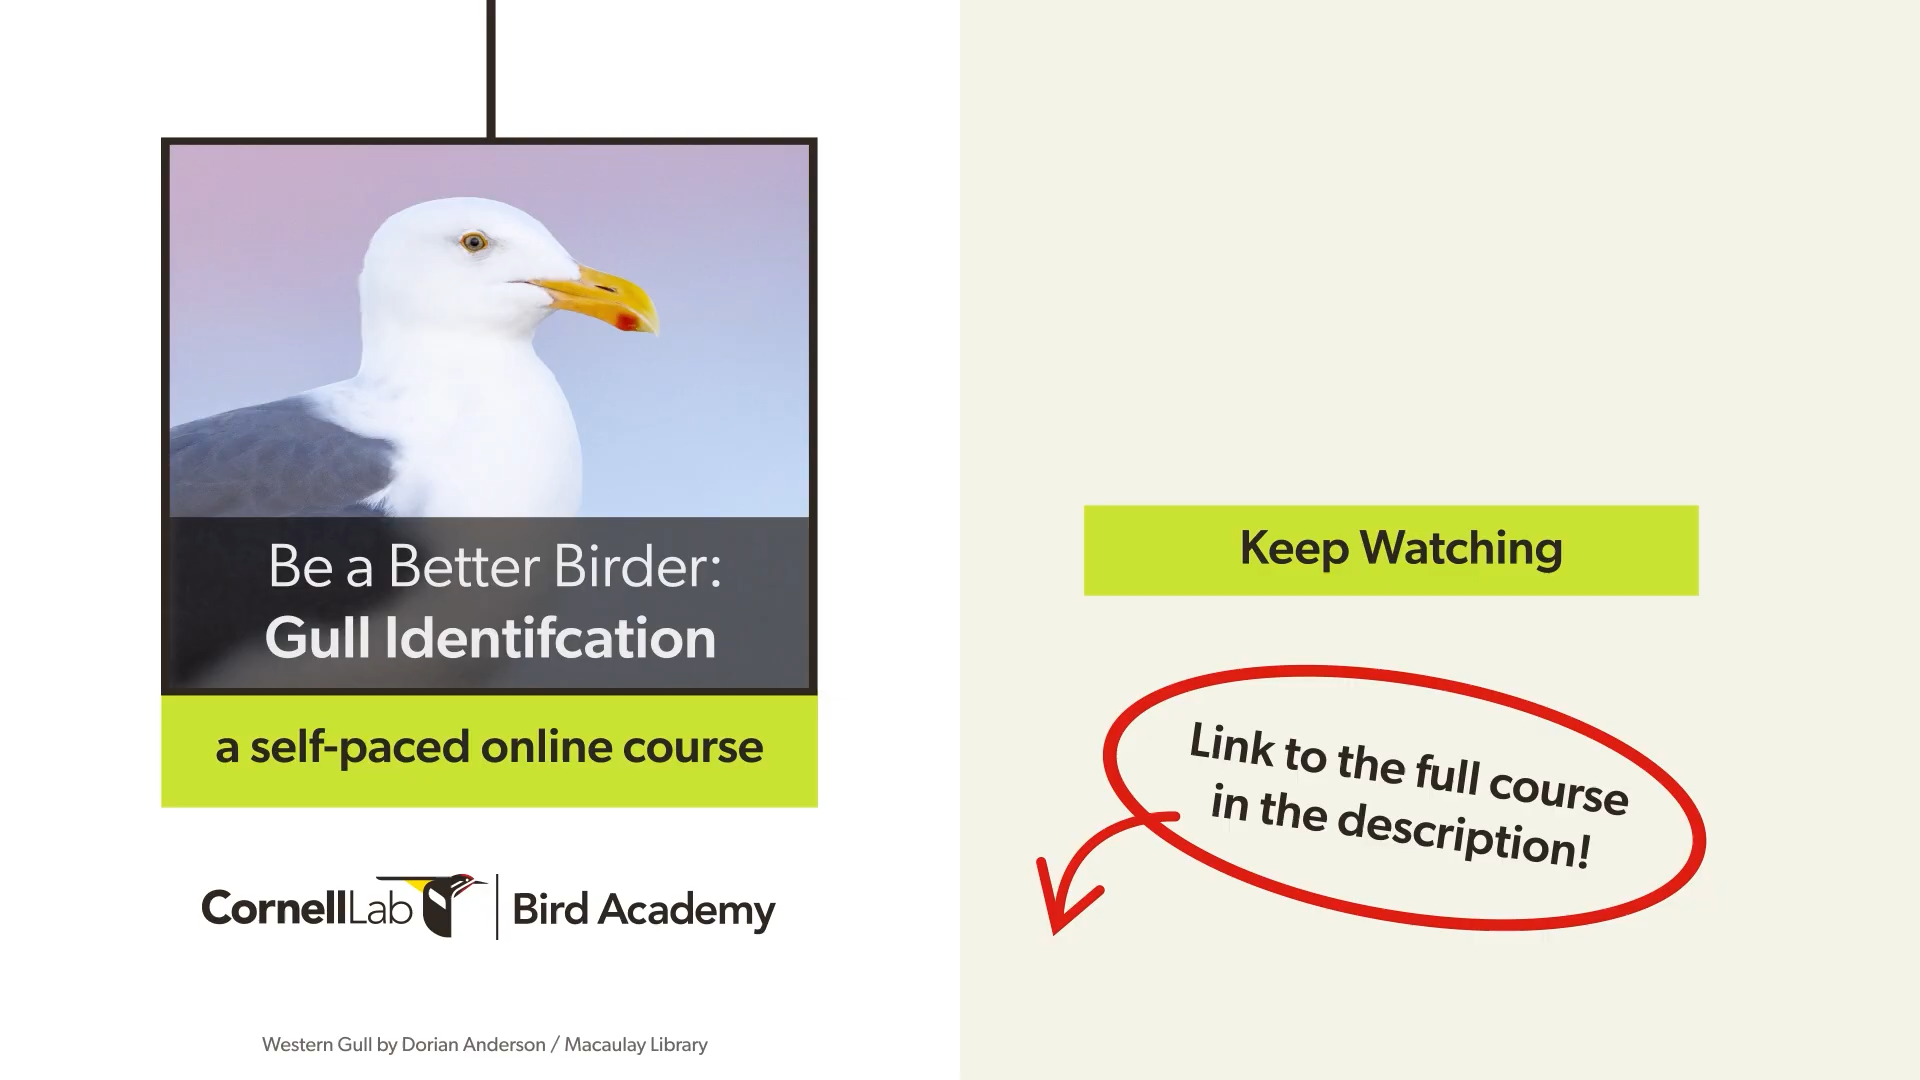 Be a Better Birder:
Gull Identifcation
a self-paced online course
CornellLab
Bird Academy
Western Gull by Dorian Anderson / Macaulay Library
Keep Watching
Link to the full course
in the description!